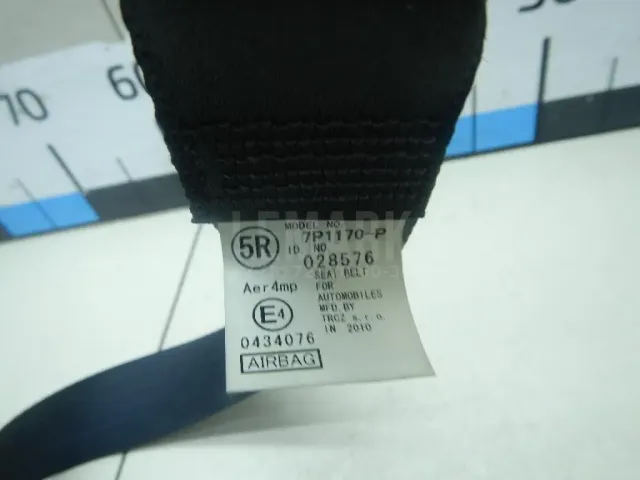 70
60
MODEL NO.
7P1170-P
5R
ID. NO
028576
Aer4mp
SEAT BELT
FOR
AUTOMOBILES
MFD.BY
TRCZ s.r.o.
IN 2010
E4
0434076
AIRBAG
LEMARK